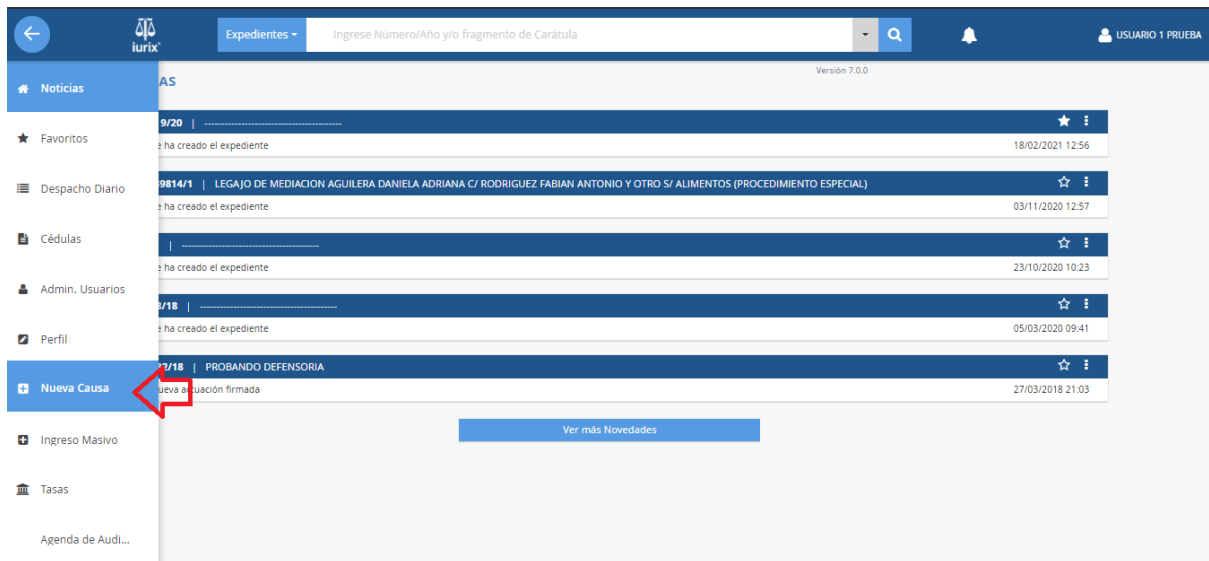 iurix
Expedientes
Ingrese Número/Año y/o fragmento de Carátula
USUARIO 1 PRUEBA
Noticias
Favoritos
Despacho Diario
Cédulas
Admin. Usuarios
Perfil
Nueva Causa
Ingreso Masivo
Tasas
Agenda de Audi...
AS
Versión 7.0.0
9/20 | ----------------------------------------
e ha creado el expediente
18/02/2021 12:56
9814/1 | LEGAJO DE MEDIACION AGUILERA DANIELA ADRIANA C/ RODRIGUEZ FABIAN ANTONIO Y OTRO S/ ALIMENTOS (PROCEDIMIENTO ESPECIAL)
e ha creado el expediente
03/11/2020 12:57
| ----------------------------------------
e ha creado el expediente
23/10/2020 10:23
/18 | ----------------------------------------
e ha creado el expediente
05/03/2020 09:41
2/18 | PROBANDO DEFENSORIA
ueva actuación firmada
27/03/2018 21:03
Ver más Novedades